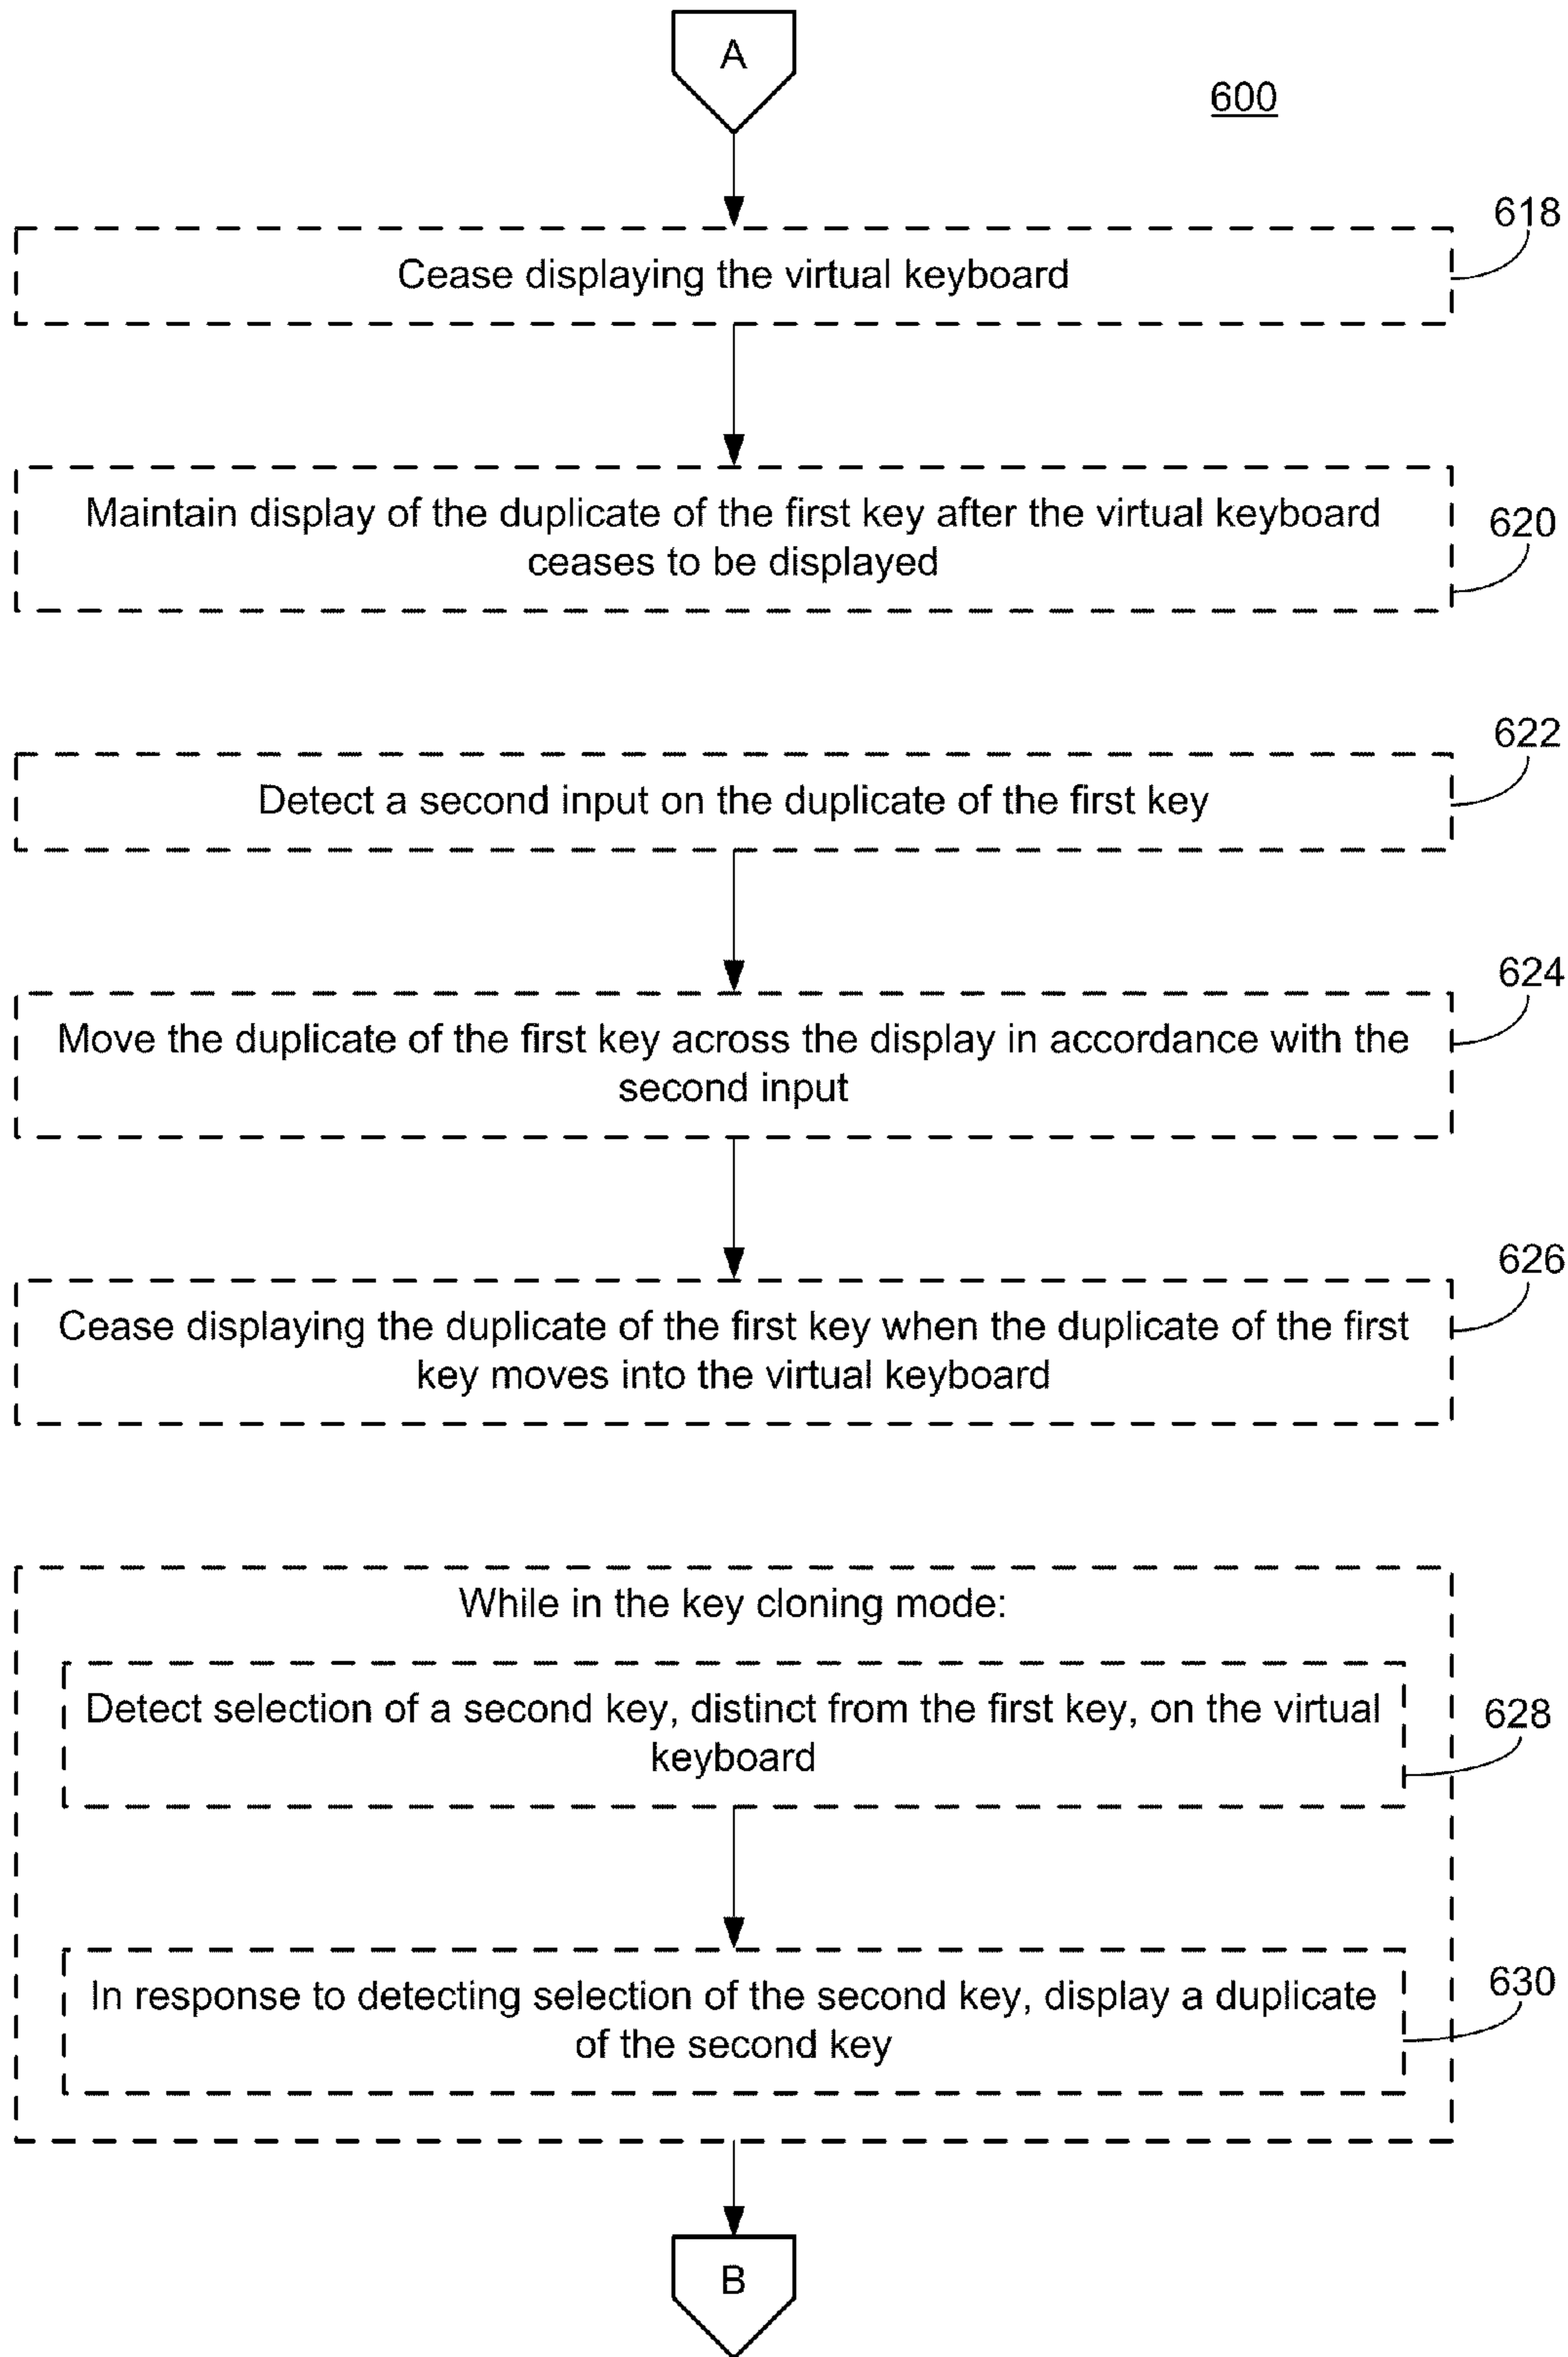 A
600
618
Cease displaying the virtual keyboard
Maintain display of the duplicate of the first key after the virtual keyboard
ceases to be displayed
620
622
Detect a second input on the duplicate of the first key
624
Move the duplicate of the first key across the display in accordance with the
second input
626
Cease displaying the duplicate of the first key when the duplicate of the first
key moves into the virtual keyboard
While in the key cloning mode:
Detect selection of a second key, distinct from the first key, on the virtual
keyboard
628
In response to detecting selection of the second key, display a duplicate
of the second key
630
B